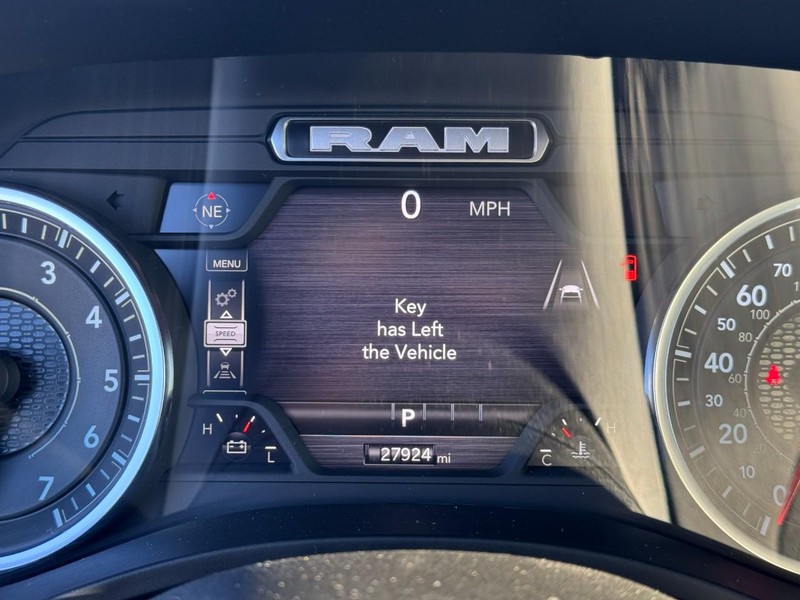 RAM
0 MPH
NE
MENU
SPEED
Key
has Left
the Vehicle
P
27924 mi
H
L
C
H
3
4
5
6
7
0
10
20
30
40
50
60
70
40
60
80
100